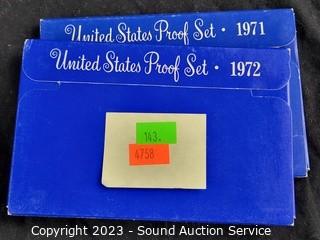 United States Proof Set · 1971
United States Proof Set · 1972
143.
4758
Copyright 2023 - Sound Auction Service